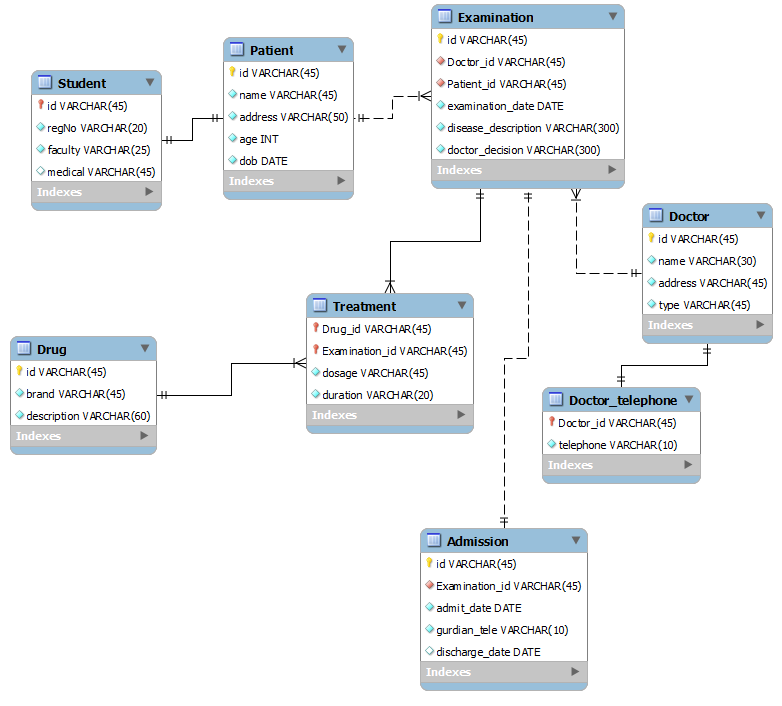 Examination
id VARCHAR(45)
Doctor_id VARCHAR(45)
Patient_id VARCHAR(45)
examination_date DATE
disease_description VARCHAR(300)
doctor_decision VARCHAR(300)
Indexes
Patient
id VARCHAR(45)
name VARCHAR(45)
address VARCHAR(50)
age INT
dob DATE
Indexes
Student
id VARCHAR(45)
regNo VARCHAR(20)
faculty VARCHAR(25)
medical VARCHAR(45)
Indexes
Doctor
id VARCHAR(45)
name VARCHAR(30)
address VARCHAR(45)
type VARCHAR(45)
Indexes
Treatment
Drug_id VARCHAR(45)
Examination_id VARCHAR(45)
dosage VARCHAR(45)
duration VARCHAR(20)
Indexes
Drug
id VARCHAR(45)
brand VARCHAR(45)
description VARCHAR(60)
Indexes
Doctor_telephone
Doctor_id VARCHAR(45)
telephone VARCHAR(10)
Indexes
Admission
id VARCHAR(45)
Examination_id VARCHAR(45)
admit_date DATE
gurdian_tele VARCHAR(10)
discharge_date DATE
Indexes